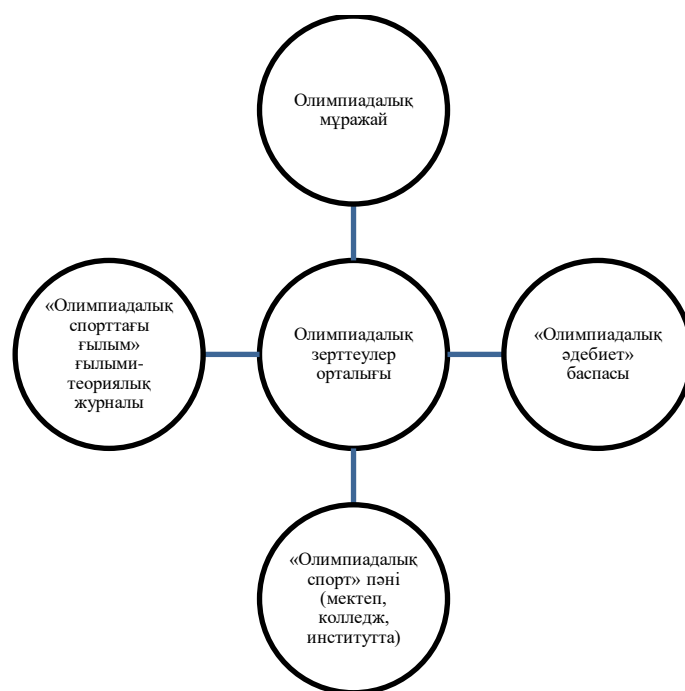 Олимпиадалық
мұражай
«Олимпиадалық
спорттағы
ғылым»
ғылыми-
теориялық
журналы
Олимпиадалық
зерттеулер
орталығы
«Олимпиадалық
әдебиет»
баспасы
«Олимпиадалық
спорт» пәні
(мектеп,
колледж,
институтта)